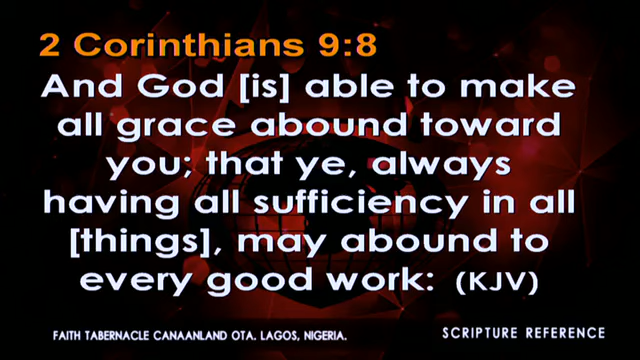 2 Corinthians 9:8
And God [is] able to make
all grace abound toward
you; that ye, always
having all sufficiency in all
[things], may abound to
every good work: (KJV)
FAITH TABERNACLE CANAANLAND OTA. LAGOS, NIGERIA.
SCRIPTURE REFERENCE